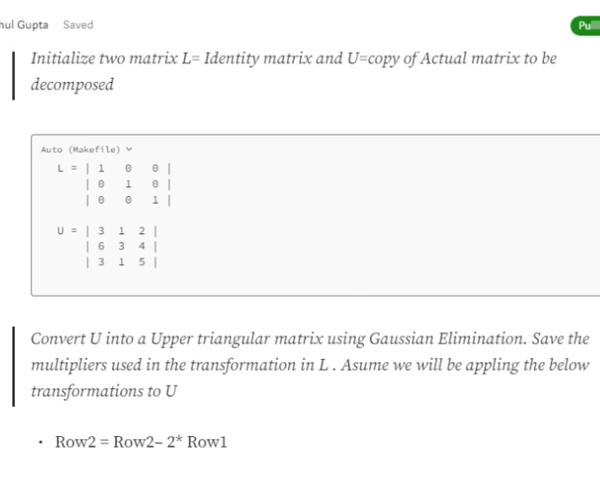 hul Gupta Saved
Initialize two matrix L= Identity matrix and U=copy of Actual matrix to be
decomposed
Auto (Makefile)
L = | 1 0 0 |
| 0 1 0 |
| 0 0 1 |
U = | 3 1 2 |
| 6 3 4 |
| 3 1 5 |
Convert U into a Upper triangular matrix using Gaussian Elimination. Save the
multipliers used in the transformation in L . Asume we will be appling the below
transformations to U
• Row2 = Row2– 2* Row1